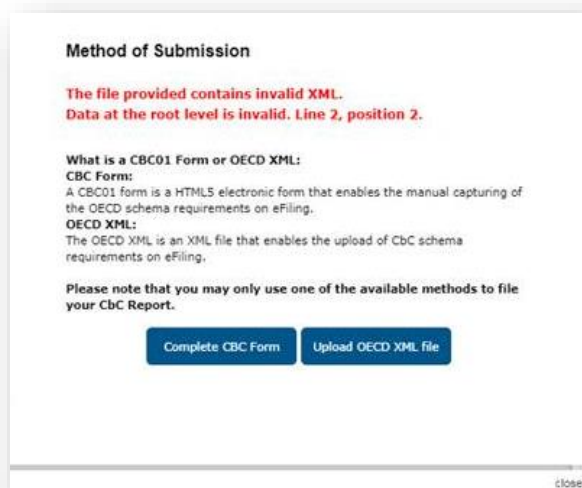 Method of Submission
The file provided contains invalid XML.
Data at the root level is invalid. Line 2, position 2.
What is a CBC01 Form or OECD XML:
CBC Form:
A CBC01 form is a HTML5 electronic form that enables the manual capturing of
the OECD schema requirements on eFiling.
OECD XML:
The OECD XML is an XML file that enables the upload of CbC schema
requirements on eFiling.
Please note that you may only use one of the available methods to file
your CbC Report.
Complete CBC Form Upload OECD XML file
close